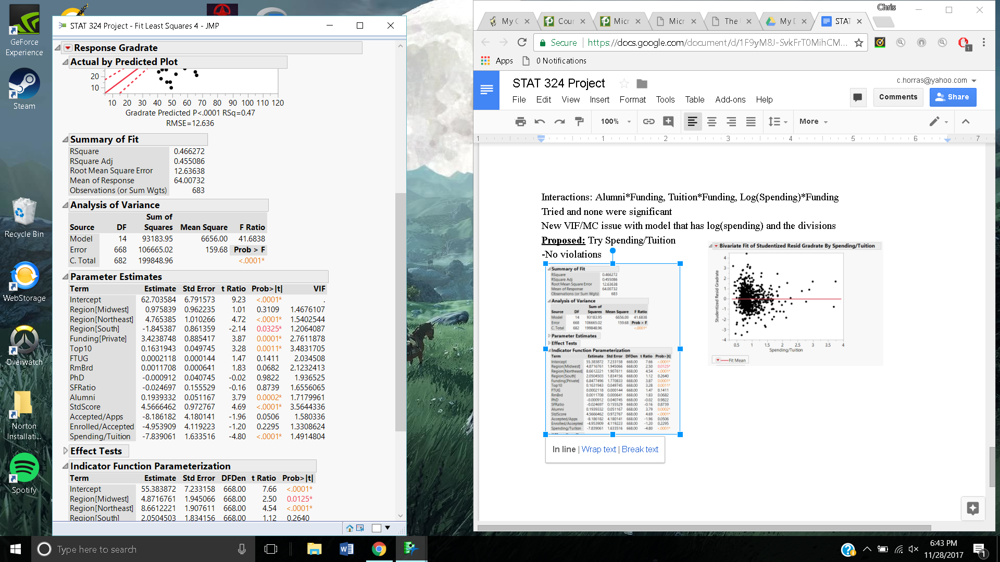 GeForce
Experience
Steam
Recycle Bin
WebStorage
Overwatch
Norton
Installati...
Spotify
STAT 324 Project - Fit Least Squares 4 - JMP
Response Gradrate
Actual by Predicted Plot
20
10
10 20 30 40 50 60 70 80 90 100 110 120
Gradrate Predicted P<.0001 RSq=0.47
RMSE=12.636
Summary of Fit
RSquare 0.466272
RSquare Adj 0.455086
Root Mean Square Error 12.63638
Mean of Response 64.00732
Observations (or Sum Wgts) 683
Analysis of Variance
Sum of
Source DF Squares Mean Square F Ratio
Model 14 93183.95 6656.00 41.6838
Error 668 106665.02 159.68 Prob > F
C. Total 682 199848.96 <.0001*
Parameter Estimates
Term Estimate Std Error t Ratio Prob>|t| VIF
Intercept 62.703584 6.791573 9.23 <.0001* .
Region[Midwest] 0.975839 0.962235 1.01 0.3109 1.4676107
Region[Northeast] 4.765385 1.010266 4.72 <.0001* 1.5402544
Region[South] -1.845387 0.861359 -2.14 0.0325* 1.2064087
Funding[Private] 3.4238748 0.885417 3.87 0.0001* 2.7611878
Top10 0.1631943 0.049745 3.28 0.0011* 3.4831705
FTUG 0.0002118 0.000144 1.47 0.1411 2.034508
RmBrd 0.0011708 0.000641 1.83 0.0682 2.1232413
PhD -0.000912 0.040745 -0.02 0.9822 1.936525
SFRatio -0.024697 0.155529 -0.16 0.8739 1.6556065
Alumni 0.1939332 0.051167 3.79 0.0002* 1.7179961
StdScore 4.5666462 0.972767 4.69 <.0001* 3.5644336
Accepted/Apps -8.186182 4.180141 -1.96 0.0506 1.580336
Enrolled/Accepted -4.953909 4.119223 -1.20 0.2295 1.3308624
Spending/Tuition -7.839061 1.633516 -4.80 <.0001* 1.4914804
Effect Tests
Indicator Function Parameterization
Term Estimate Std Error DFDen t Ratio Prob>|t|
Intercept 55.383872 7.233158 668.00 7.66 <.0001*
Region[Midwest] 4.8716761 1.945066 668.00 2.50 0.0125*
Region[Northeast] 8.6612221 1.907611 668.00 4.54 <.0001*
Region[South] 2.0504503 1.834156 668.00 1.12 0.2640
Chris
My C
Cour
Micr
Micr
The
My D
STAT
Secure https://docs.google.com/document/d/1F9yM8J-SvkFrT0MihCM...
1
Apps 0 Notifications
STAT 324 Project
c.horras@yahoo.com
File Edit View Insert Format Tools Table Add-ons Help
Comments Share
100% More
1 1 2 3 4 5 6 7
Interactions: Alumni*Funding, Tuition*Funding, Log(Spending)*Funding
Tried and none were significant
New VIF/MC issue with model that has log(spending) and the divisions
Proposed: Try Spending/Tuition
-No violations
Summary of Fit
RSquare 0.466272
RSquare Adj 0.455086
Root Mean Square Error 12.63638
Mean of Response 64.00732
Observations (or Sum Wgts) 683
Analysis of Variance
Sum of
Source DF Squares Mean Square F Ratio
Model 14 93183.95 6656.00 41.6838
Error 668 106665.02 159.68 Prob > F
C. Total 682 199848.96 <.0001*
Parameter Estimates
Effect Tests
Indicator Function Parameterization
Term Estimate Std Error DFDen t Ratio Prob>|t|
Intercept 55.383872 7.233158 668.00 7.66 <.0001*
Region[Midwest] 4.8716761 1.945066 668.00 2.50 0.0125*
Region[Northeast] 8.6612221 1.907611 668.00 4.54 <.0001*
Region[South] 2.0504503 1.834156 668.00 1.12 0.2640
Funding[Private] 6.8477496 1.770833 668.00 3.87 0.0001*
Top10 0.1631943 0.049745 668.00 3.28 0.0011*
FTUG 0.0002118 0.000144 668.00 1.47 0.1411
RmBrd 0.0011708 0.000641 668.00 1.83 0.0682
PhD -0.000912 0.040745 668.00 -0.02 0.9822
SFRatio -0.024697 0.155529 668.00 -0.16 0.8739
Alumni 0.1939332 0.051167 668.00 3.79 0.0002*
StdScore 4.5666462 0.972767 668.00 4.69 <.0001*
Accepted/Apps -8.186182 4.180141 668.00 -1.96 0.0506
Enrolled/Accepted -4.953909 4.119223 668.00 -1.20 0.2295
Spending/Tuition -7.839061 1.633516 668.00 -4.80 <.0001*
In line | Wrap text | Break text
Bivariate Fit of Studentized Resid Gradrate By Spending/Tuition
Studentized Resid Gradrate
4
3
2
1
0
-1
-2
-3
-4
0.5 1 1.5 2 2.5 3 3.5 4
Spending/Tuition
Fit Mean
Type here to search
6:43 PM
11/28/2017
1